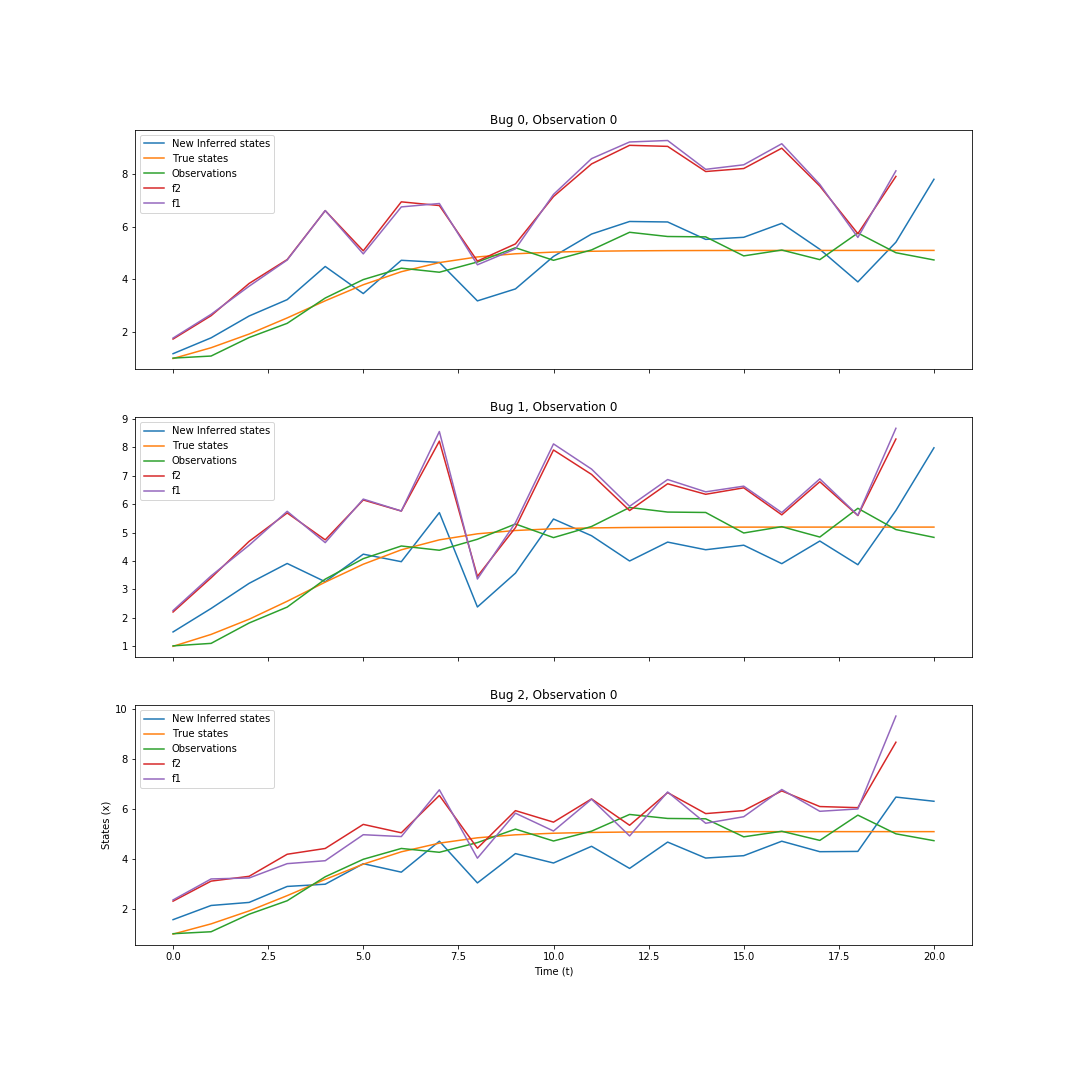 Bug 0, Observation 0
New Inferred states
True states
Observations
f2
f1
8
6
4
2
Bug 1, Observation 0
New Inferred states
True states
Observations
f2
f1
9
8
7
6
5
4
3
2
1
Bug 2, Observation 0
New Inferred states
True states
Observations
f2
f1
10
8
6
4
2
States (x)
0.0 2.5 5.0 7.5 10.0 12.5 15.0 17.5 20.0
Time (t)